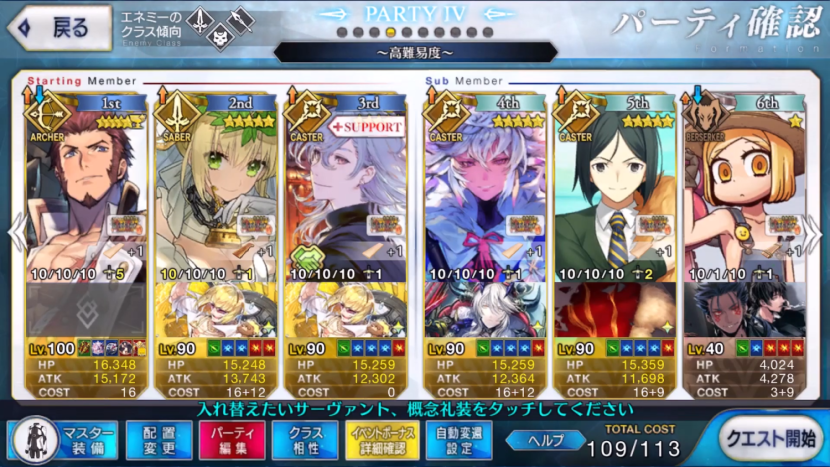 戻る
エネミーの
クラス傾向
Enemy Class
PARTY IV
～高難易度～
パーティ確認
formation
Starting Member
Sub Member
1st
2nd
3rd
4th
5th
6th
ARCHER
SABER
CASTER
+SUPPORT
CASTER
CASTER
BERSERKER
+1
+1
+1
+1
+1
+1
10/10/10 5
10/10/10 1
10/10/10 1
10/10/10 1
10/10/10 2
10/1/10 1
Lv.100
Lv.90
Lv.90
Lv.90
Lv.90
Lv.40
HP 16,348
HP 15,248
HP 15,259
HP 15,259
HP 15,359
HP 4,024
ATK 15,172
ATK 13,743
ATK 12,302
ATK 12,364
ATK 11,698
ATK 4,278
COST 16
COST 16+12
COST 0
COST 16+12
COST 16+9
COST 3+9
入れ替えたいサーヴァント、概念礼装をタッチしてください
マスター
装備
配置
変更
パーティ
編集
クラス
相性
イベントボーナス
詳細確認
自動変還
設定
ヘルプ
TOTAL COST
109/113
クエスト開始